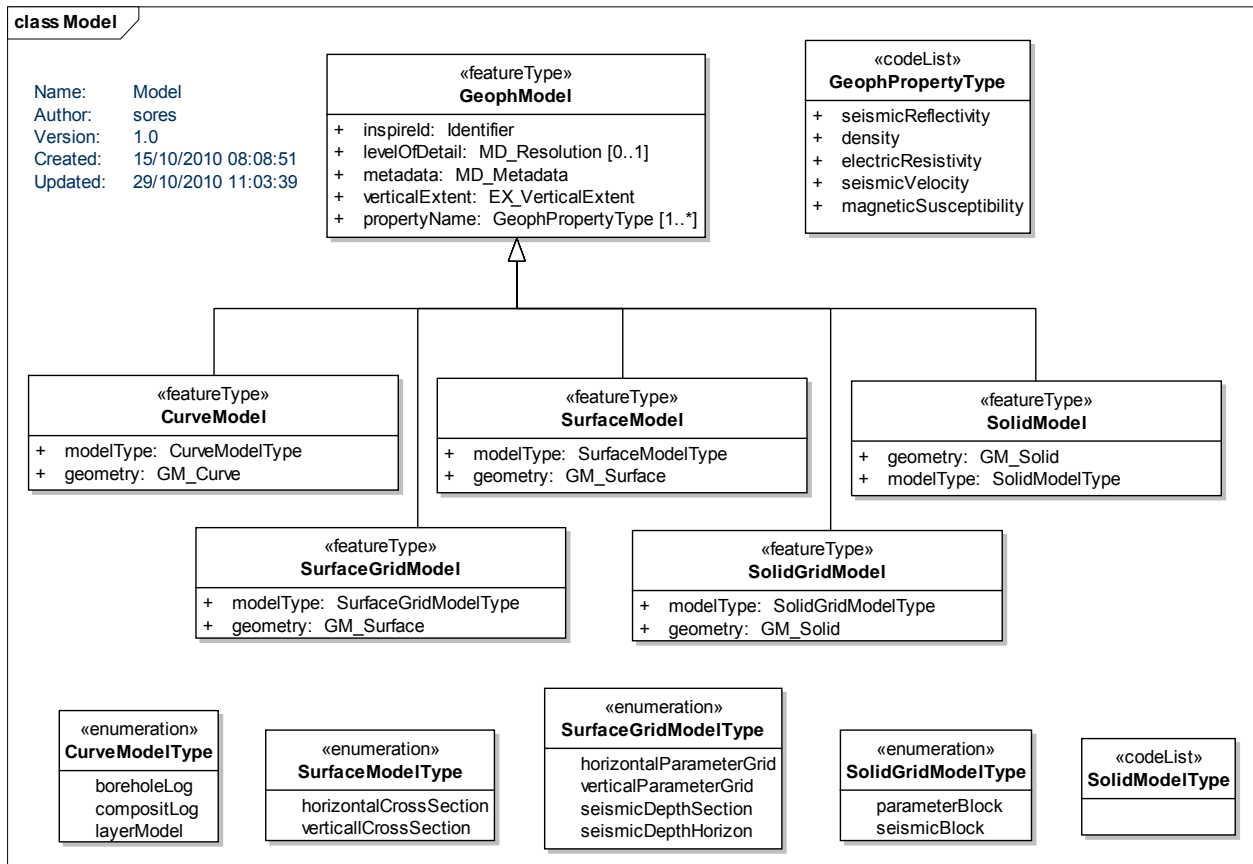 class Model
Name: Model
Author: sores
Version: 1.0
Created: 15/10/2010 08:08:51
Updated: 29/10/2010 11:03:39
«featureType»
GeophModel
+ inspireId: Identifier
+ levelOfDetail: MD_Resolution [0..1]
+ metadata: MD_Metadata
+ verticalExtent: EX_VerticalExtent
+ propertyName: GeophPropertyType [1..*]
«codeList»
GeophPropertyType
+ seismicReflectivity
+ density
+ electricResistivity
+ seismicVelocity
+ magneticSusceptibility
«featureType»
CurveModel
+ modelType: CurveModelType
+ geometry: GM_Curve
«featureType»
SurfaceModel
+ modelType: SurfaceModelType
+ geometry: GM_Surface
«featureType»
SolidModel
+ geometry: GM_Solid
+ modelType: SolidModelType
«featureType»
SurfaceGridModel
+ modelType: SurfaceGridModelType
+ geometry: GM_Surface
«featureType»
SolidGridModel
+ modelType: SolidGridModelType
+ geometry: GM_Solid
«enumeration»
CurveModelType
boreholeLog
compositLog
layerModel
«enumeration»
SurfaceModelType
horizontalCrossSection
verticallCrossSection
«enumeration»
SurfaceGridModelType
horizontalParameterGrid
verticalParameterGrid
seismicDepthSection
seismicDepthHorizon
«enumeration»
SolidGridModelType
parameterBlock
seismicBlock
«codeList»
SolidModelType